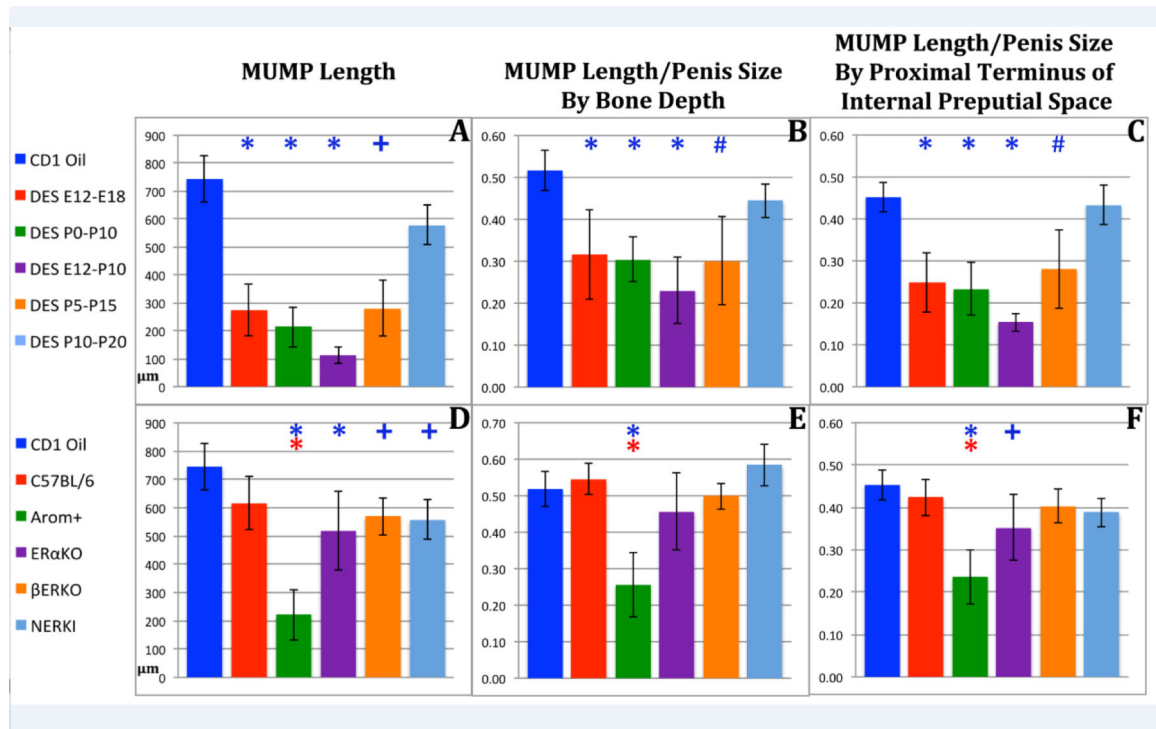 MUMP Length
MUMP Length/Penis Size
By Bone Depth
MUMP Length/Penis Size
By Proximal Terminus of
Internal Preputial Space
CD1 Oil
DES E12-E18
DES P0-P10
DES E12-P10
DES P5-P15
DES P10-P20
900
800
700
600
500
400
300
200
100
µm
0
* * * +
A
0.60
0.50
0.40
0.30
0.20
0.10
0.00
* * * #
B
0.60
0.50
0.40
0.30
0.20
0.10
0.00
* * * #
C
CD1 Oil
C57BL/6
Arom+
ERαKO
βERKO
NERKI
900
800
700
600
500
400
300
200
100
µm
0
* * + +
*
D
0.70
0.60
0.50
0.40
0.30
0.20
0.10
0.00
*
*
E
0.60
0.50
0.40
0.30
0.20
0.10
0.00
* +
*
F